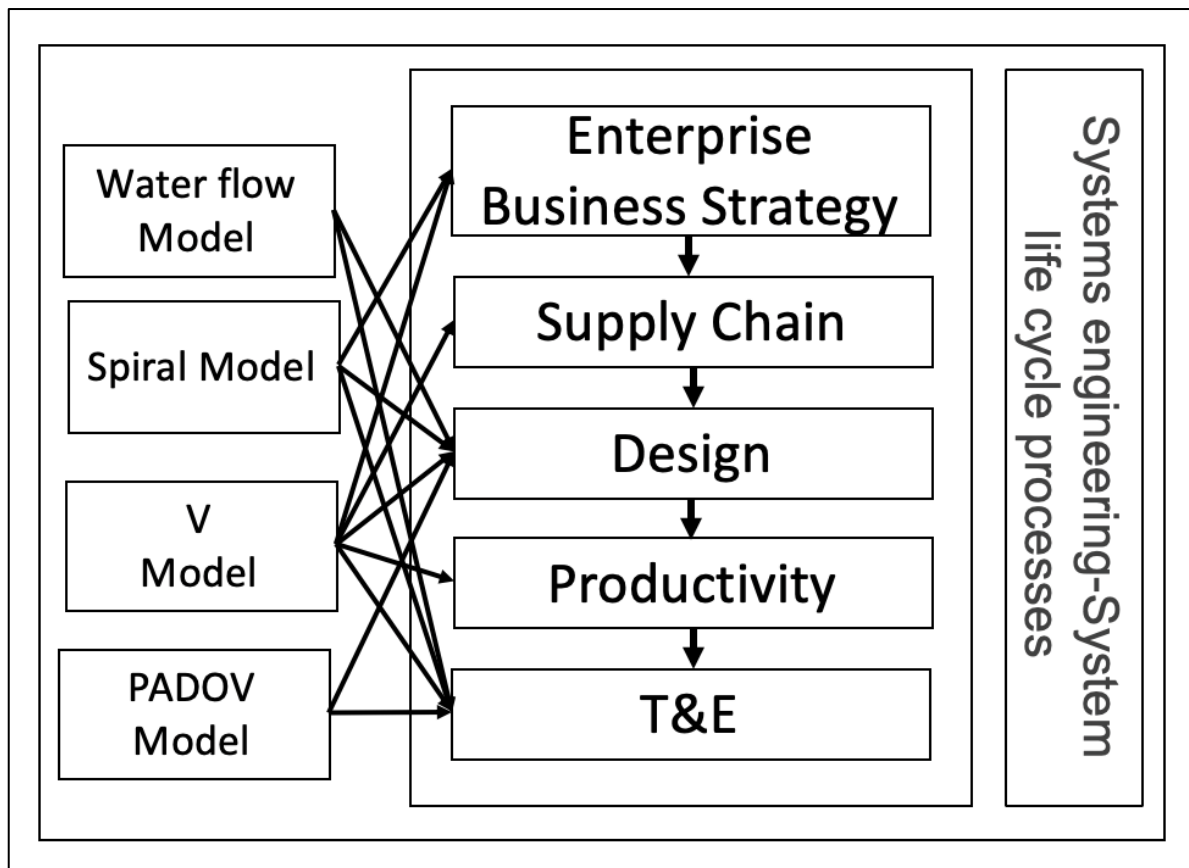 Water flow
Model
Spiral Model
V
Model
PADOV
Model
Enterprise
Business Strategy
Supply Chain
Design
Productivity
T&E
Systems engineering-System
life cycle processes